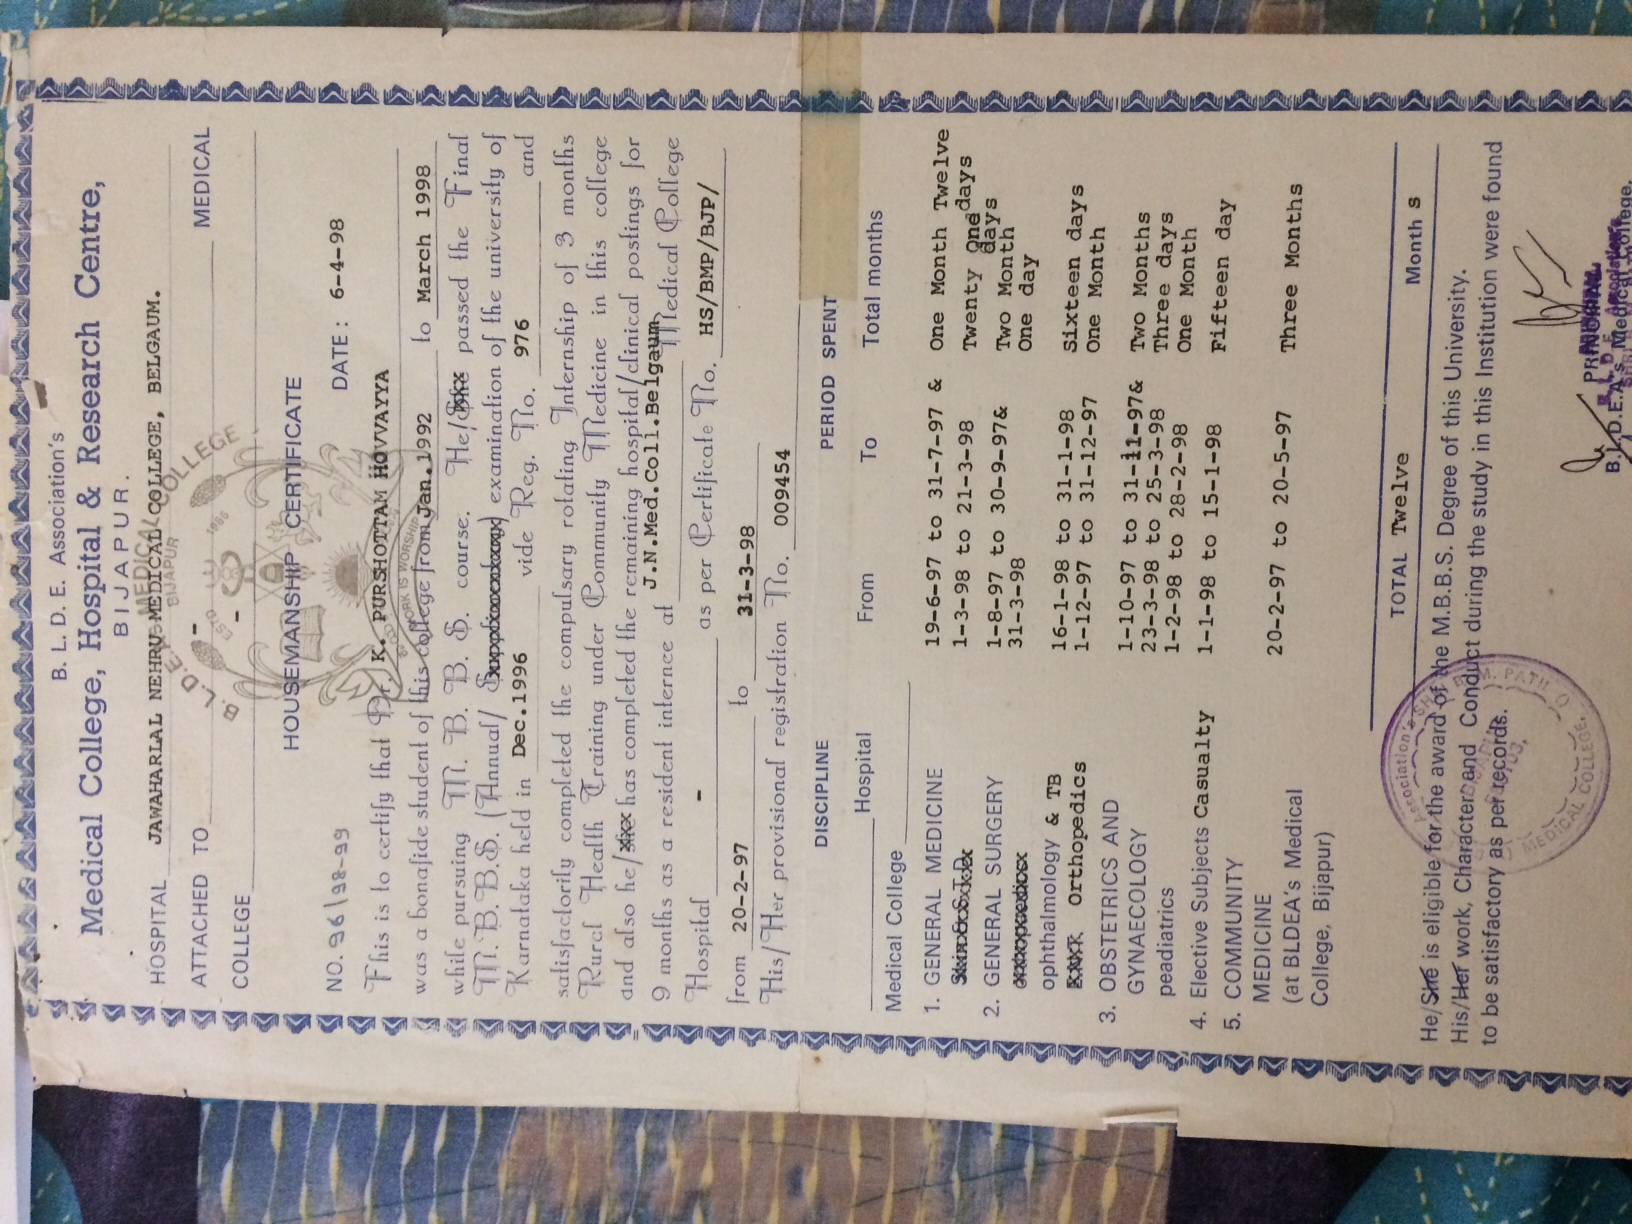 B. L. D. E. Association's
Medical College, Hospital & Research Centre,
BIJAPUR.
HOSPITAL JAWAHARLAL NEHRU MEDICAL COLLEGE, BELGAUM.
ATTACHED TO - MEDICAL
COLLEGE -
HOUSEMANSHIP CERTIFICATE
NO. 96/98-99 DATE: 6-4-98
This is to certify that Dr. K. PURSHOTTAM HOVVAYYA
was a bonafide student of this college from Jan.1992 to March 1998
while pursuing M. B. B. S. course. He/She passed the Final
M. B. B. S. (Annual/ examination of the university of
Karnataka held in Dec.1996 vide Reg. No. 976 and
satisfactorily completed the compulsary rotating Internship of 3 months
Rural Health Training under Community Medicine in this college
and also he/she has completed the remaining hospital/clinical postings for
9 months as a resident internce at J.N.Med.Coll.Belgaum Medical College
Hospital - as per Certificate No. HS/BMP/BJP/
from 20-2-97 to 31-3-98
His/Her provisional registration No. 009454
DISCIPLINE PERIOD SPENT
Hospital From To Total months
Medical College
1. GENERAL MEDICINE 19-6-97 to 31-7-97 & One Month Twelve
1-3-98 to 21-3-98 Twenty One days days
2. GENERAL SURGERY 1-8-97 to 30-9-97& Two Month days
31-3-98 One day
ophthalmology & TB 16-1-98 to 31-1-98 Sixteen days
Orthopedics 1-12-97 to 31-12-97 One Month
3. OBSTETRICS AND 1-10-97 to 31-11-97& Two Months
GYNAECOLOGY 23-3-98 to 25-3-98 Three days
peadiatrics 1-2-98 to 28-2-98 One Month
4. Elective Subjects Casualty 1-1-98 to 15-1-98 Fifteen day
5. COMMUNITY
MEDICINE 20-2-97 to 20-5-97 Three Months
(at BLDEA's Medical
College, Bijapur)
TOTAL Twelve Month S
He/She is eligible for the award of the M.B.B.S. Degree of this University.
His/Her work, Character and Conduct during the study in this Institution were found
to be satisfactory as per records.
PRINCIPAL
B.L.D.E.A's Medical College,